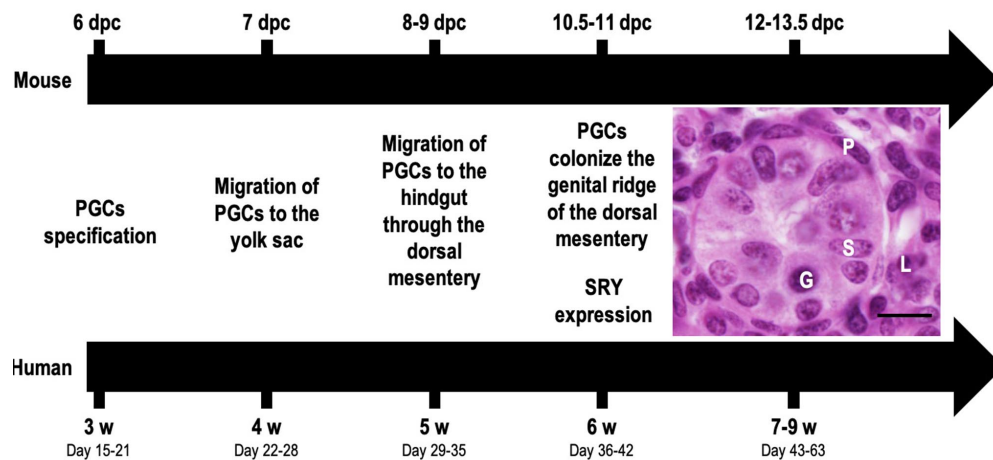 6 dpc
7 dpc
8-9 dpc
10.5-11 dpc
12-13.5 dpc
Mouse
PGCs
specification
Migration of
PGCs to the
yolk sac
Migration of
PGCs to the
hindgut
through the
dorsal
mesentery
PGCs
colonize the
genital ridge
of the dorsal
mesentery
SRY
expression
P
S
L
G
Human
3 w
4 w
5 w
6 w
7-9 w
Day 15-21
Day 22-28
Day 29-35
Day 36-42
Day 43-63